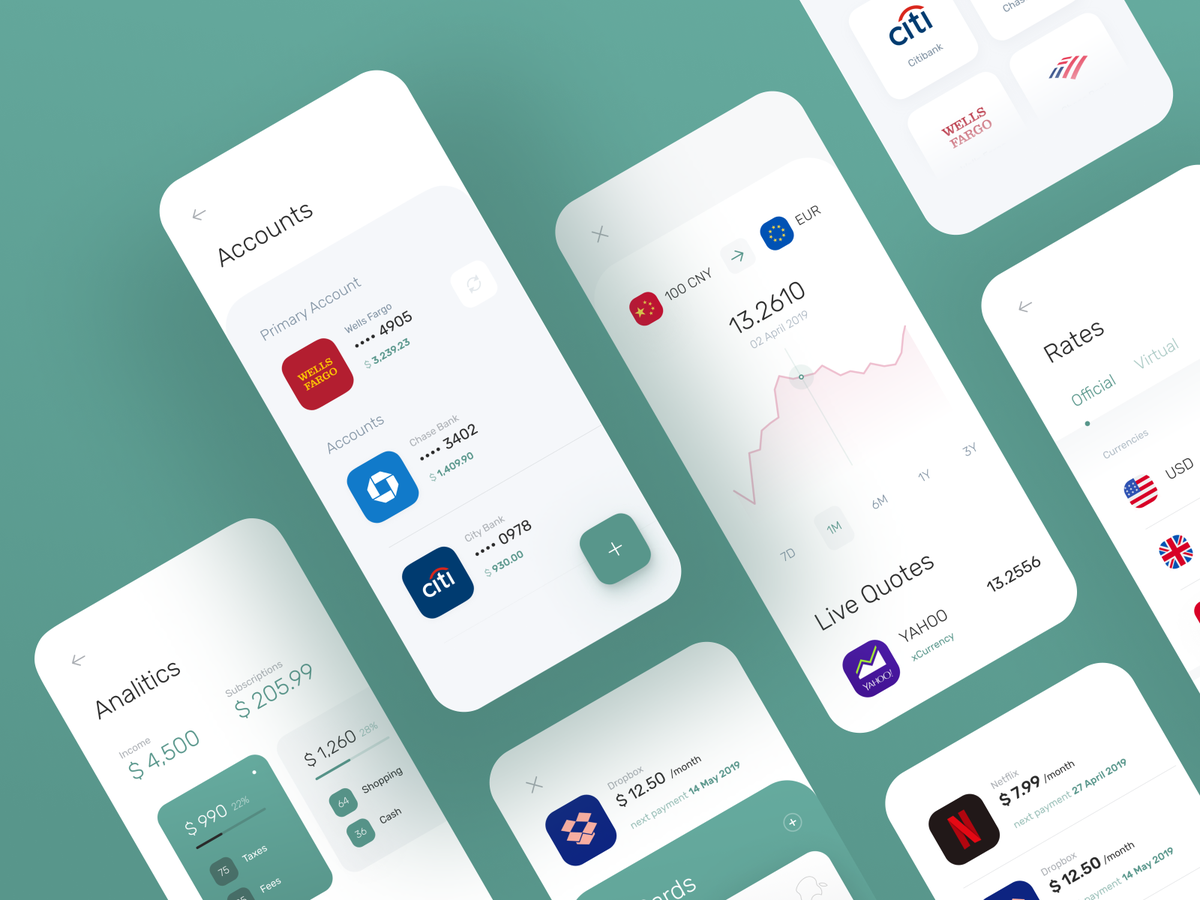 Accounts
Primary Account
Wells Fargo
•••• 4905
$ 3,239.23
WELLS
FARGO
Accounts
Chase Bank
•••• 3402
$ 1,409.90
City Bank
•••• 0978
$ 930.00
citi
+
Analitics
Income
$ 4,500
Subscriptions
$ 205.99
$ 990 22%
75 Taxes
Fees
$ 1,260 28%
64 Shopping
36 Cash
100 CNY
EUR
13.2610
02 April 2019
7D
1M
6M
1Y
3Y
Live Quotes
YAHOO
xCurrency
13.2556
YAHOO!
Dropbox
$ 12.50 /month
next payment 14 May 2019
citi
Citibank
WELLS
FARGO
Rates
Official
Virtual
Currencies
USD
Netflix
$ 7.99 /month
next payment 27 April 2019
Dropbox
$ 12.50 /month
next payment 14 May 2019